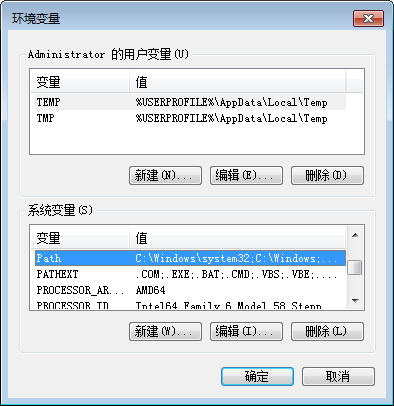 环境变量
Administrator 的用户变量(U)
变量 值
TEMP %USERPROFILE%\AppData\Local\Temp
TMP %USERPROFILE%\AppData\Local\Temp
新建(N)... 编辑(E)... 删除(D)
系统变量(S)
变量 值
Path C:\Windows\system32;C:\Windows;...
PATHEXT .COM;.EXE;.BAT;.CMD;.VBS;.VBE;....
PROCESSOR_AR... AMD64
PROCESSOR_ID Intel64 Family 6 Model 58 Stepp
新建(W)... 编辑(I)... 删除(L)
确定 取消